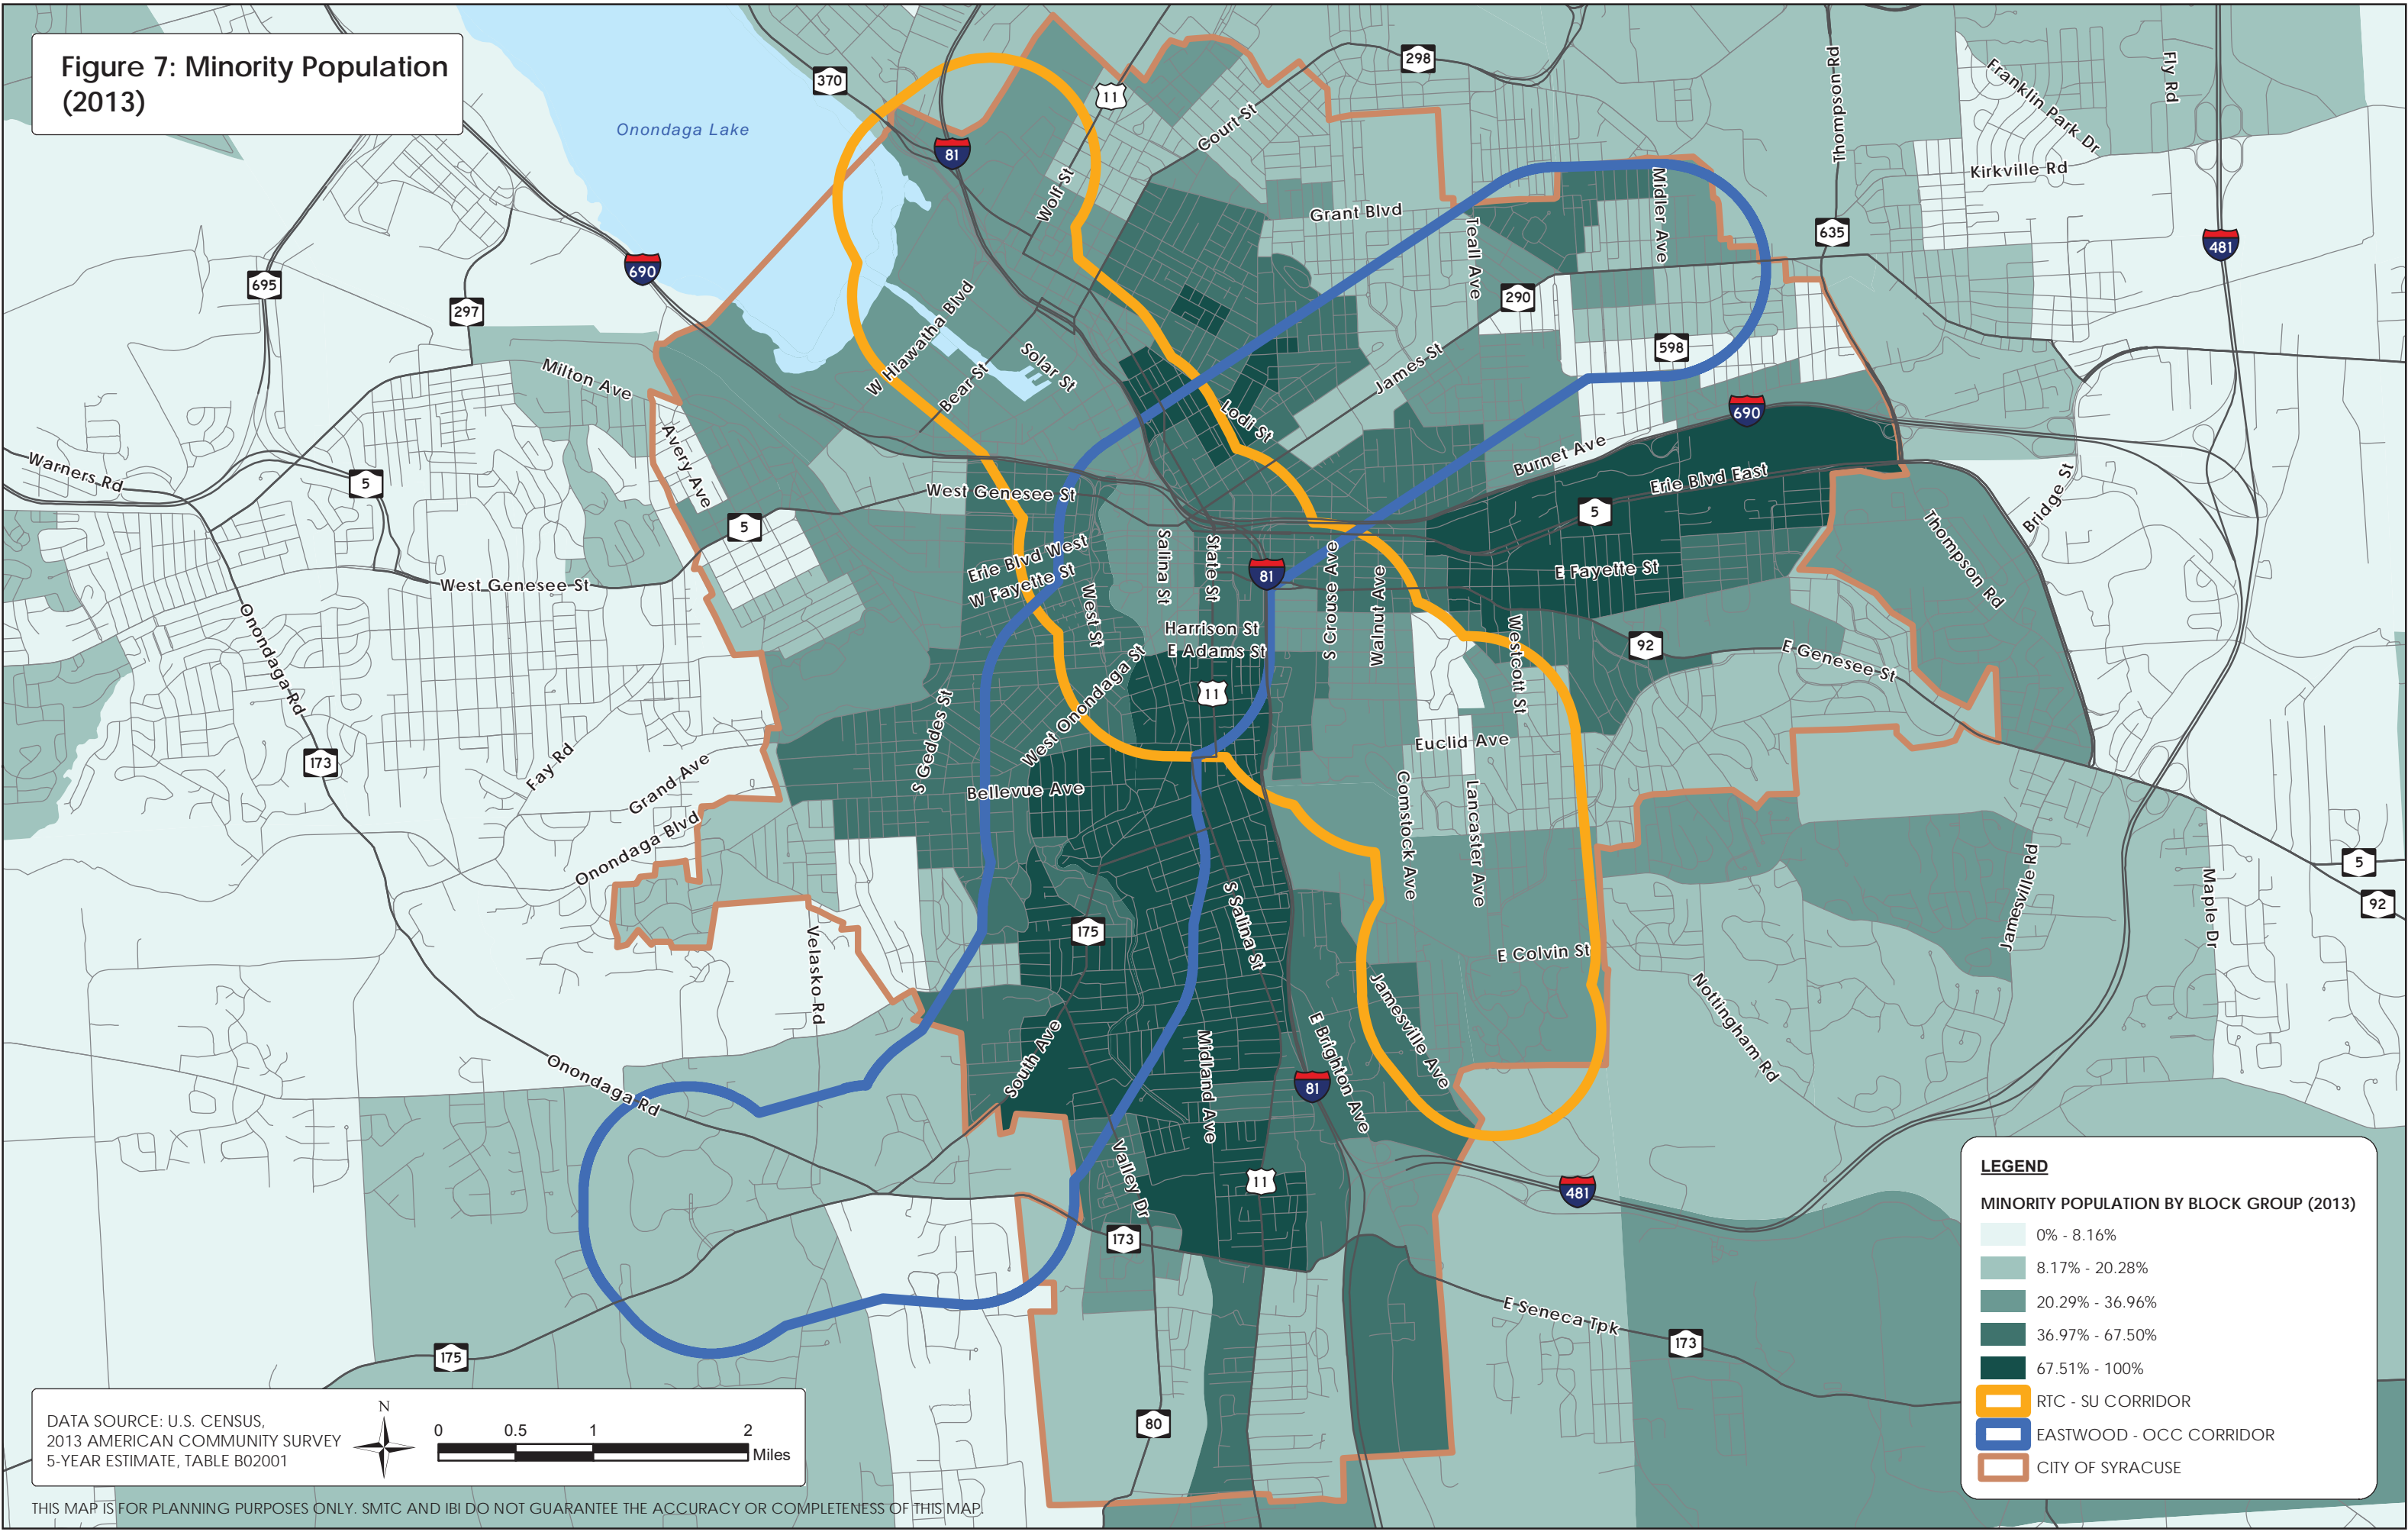 Figure 7: Minority Population
(2013)
Onondaga Lake
370
81
11
298
Court St
Wolf St
Thompson Rd
Franklin Park Dr
Fly Rd
Kirkville Rd
481
635
Midler Ave
Grant Blvd
Teall Ave
290
598
690
695
297
W Hiawatha Blvd
Bear St
Solar St
Milton Ave
Avery Ave
James St
Lodi St
690
Burnet Ave
Erie Blvd East
5
Warners Rd
5
5
West Genesee St
West Genesee St
Bridge St
Thompson Rd
Erie Blvd West
W Fayette St
West St
Salina St
State St
81
S Crouse Ave
Walnut Ave
E Fayette St
Westcott St
92
E Genesee St
Harrison St
E Adams St
11
West Onondaga St
S Geddes St
Onondaga Rd
173
Fay Rd
Grand Ave
Onondaga Blvd
Bellevue Ave
Euclid Ave
Comstock Ave
Lancaster Ave
5
92
Maple Dr
Jamesville Rd
Velasko Rd
175
S Salina St
E Colvin St
Nottingham Rd
Jamesville Ave
E Brighton Ave
81
Midland Ave
South Ave
Onondaga Rd
Valley Dr
11
173
481
E Seneca Tpk
173
175
80
LEGEND
MINORITY POPULATION BY BLOCK GROUP (2013)
0% - 8.16%
8.17% - 20.28%
20.29% - 36.96%
36.97% - 67.50%
67.51% - 100%
RTC - SU CORRIDOR
EASTWOOD - OCC CORRIDOR
CITY OF SYRACUSE
DATA SOURCE: U.S. CENSUS,
2013 AMERICAN COMMUNITY SURVEY
5-YEAR ESTIMATE, TABLE B02001
N
0 0.5 1 2
Miles
THIS MAP IS FOR PLANNING PURPOSES ONLY. SMTC AND IBI DO NOT GUARANTEE THE ACCURACY OR COMPLETENESS OF THIS MAP.